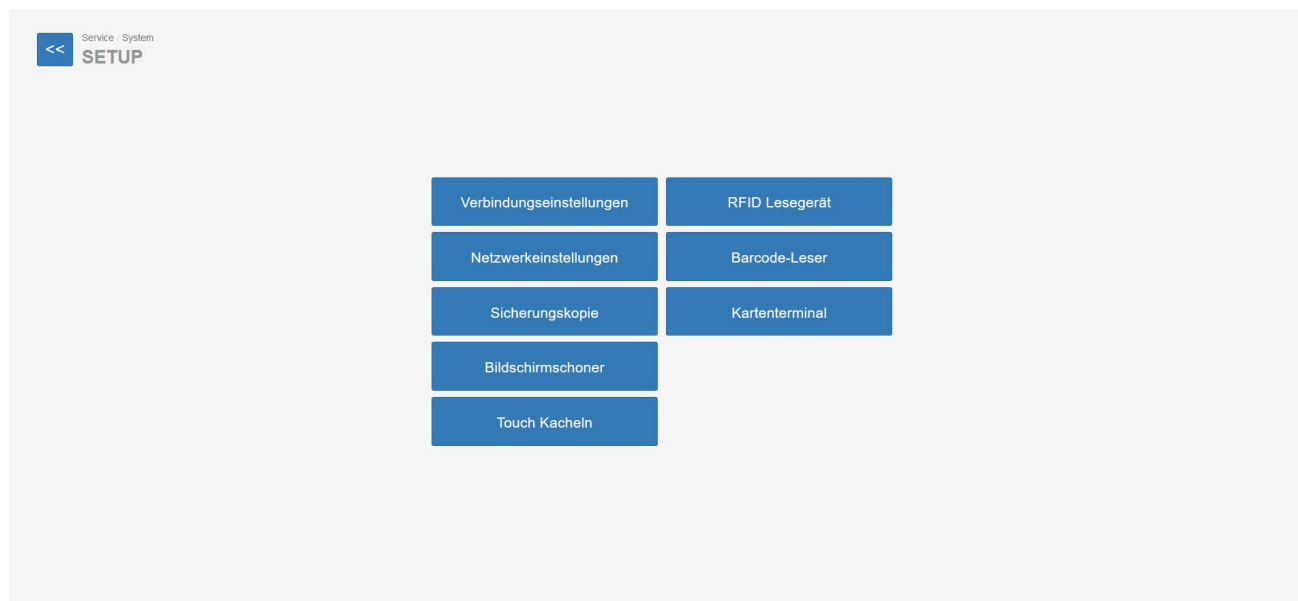 <<
Service / System
SETUP
Verbindungseinstellungen
RFID Lesegerät
Netzwerkeinstellungen
Barcode-Leser
Sicherungskopie
Kartenterminal
Bildschirmschoner
Touch Kacheln